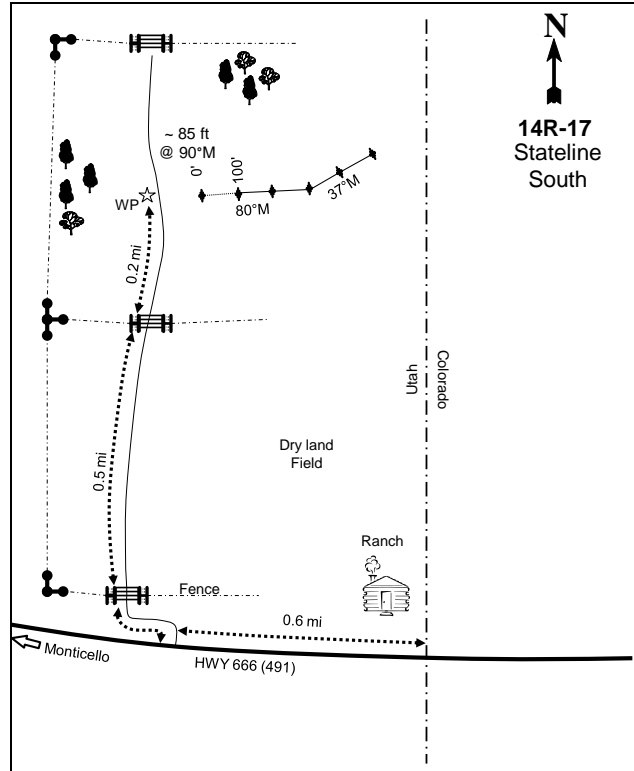 N
14R-17
Stateline
South
~ 85 ft
@ 90°M
0'
100'
WP
80°M
37°M
0.2 mi
Utah
Colorado
Dry land
Field
0.5 mi
Ranch
Fence
0.6 mi
Monticello
HWY 666 (491)